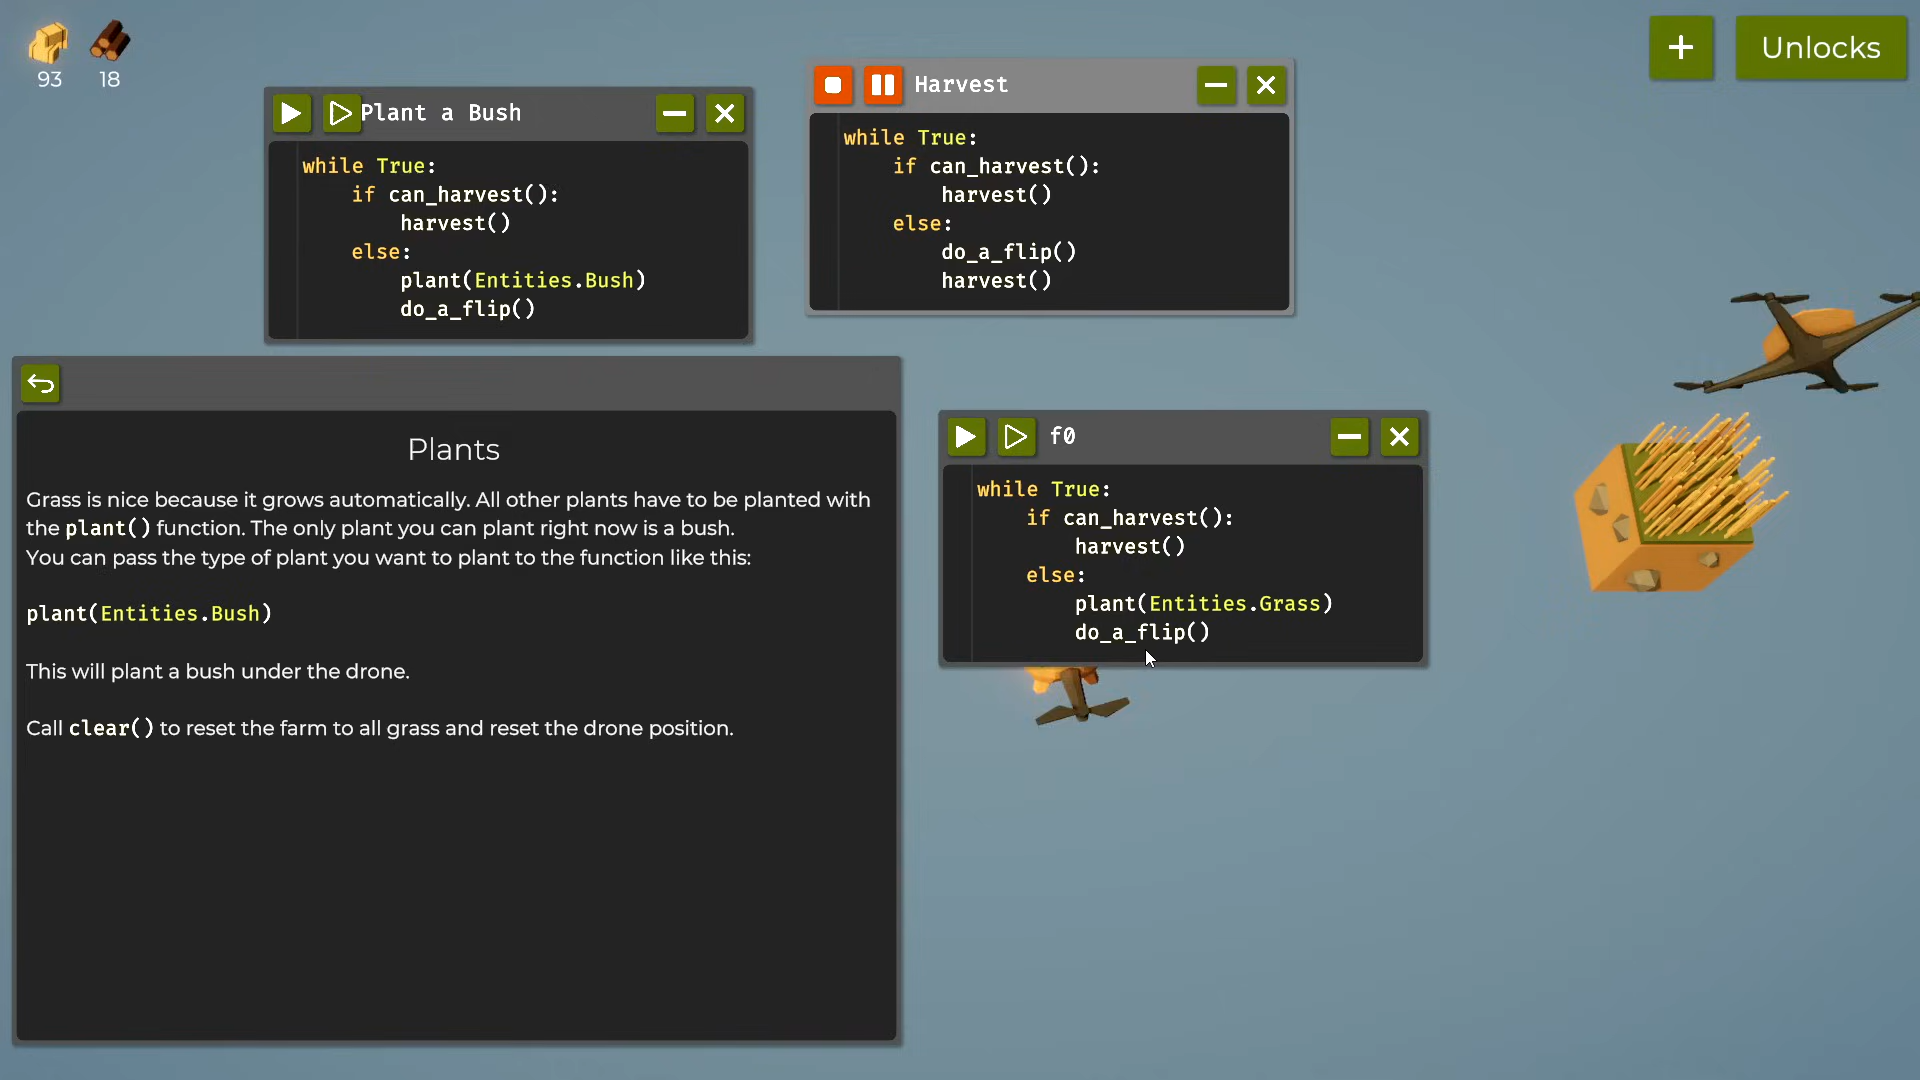 93 18
Unlocks
Plant a Bush
while True:
    if can_harvest():
        harvest()
    else:
        plant(Entities.Bush)
        do_a_flip()
Harvest
while True:
    if can_harvest():
        harvest()
    else:
        do_a_flip()
        harvest()
Plants
Grass is nice because it grows automatically. All other plants have to be planted with
the plant() function. The only plant you can plant right now is a bush.
You can pass the type of plant you want to plant to the function like this:
plant(Entities.Bush)
This will plant a bush under the drone.
Call clear() to reset the farm to all grass and reset the drone position.
f0
while True:
    if can_harvest():
        harvest()
    else:
        plant(Entities.Grass)
        do_a_flip()